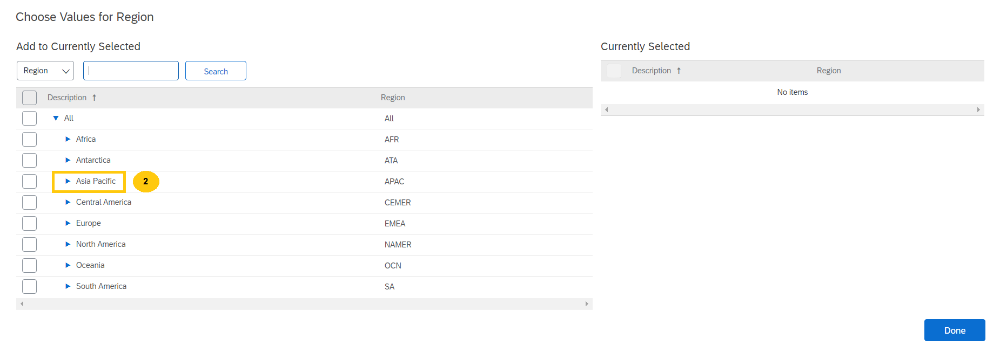 Choose Values for Region
Add to Currently Selected
Region
Search
Description ↑ Region
All All
Africa AFR
Antarctica ATA
Asia Pacific 2 APAC
Central America CEMER
Europe EMEA
North America NAMER
Oceania OCN
South America SA
Currently Selected
Description ↑ Region
No items
Done